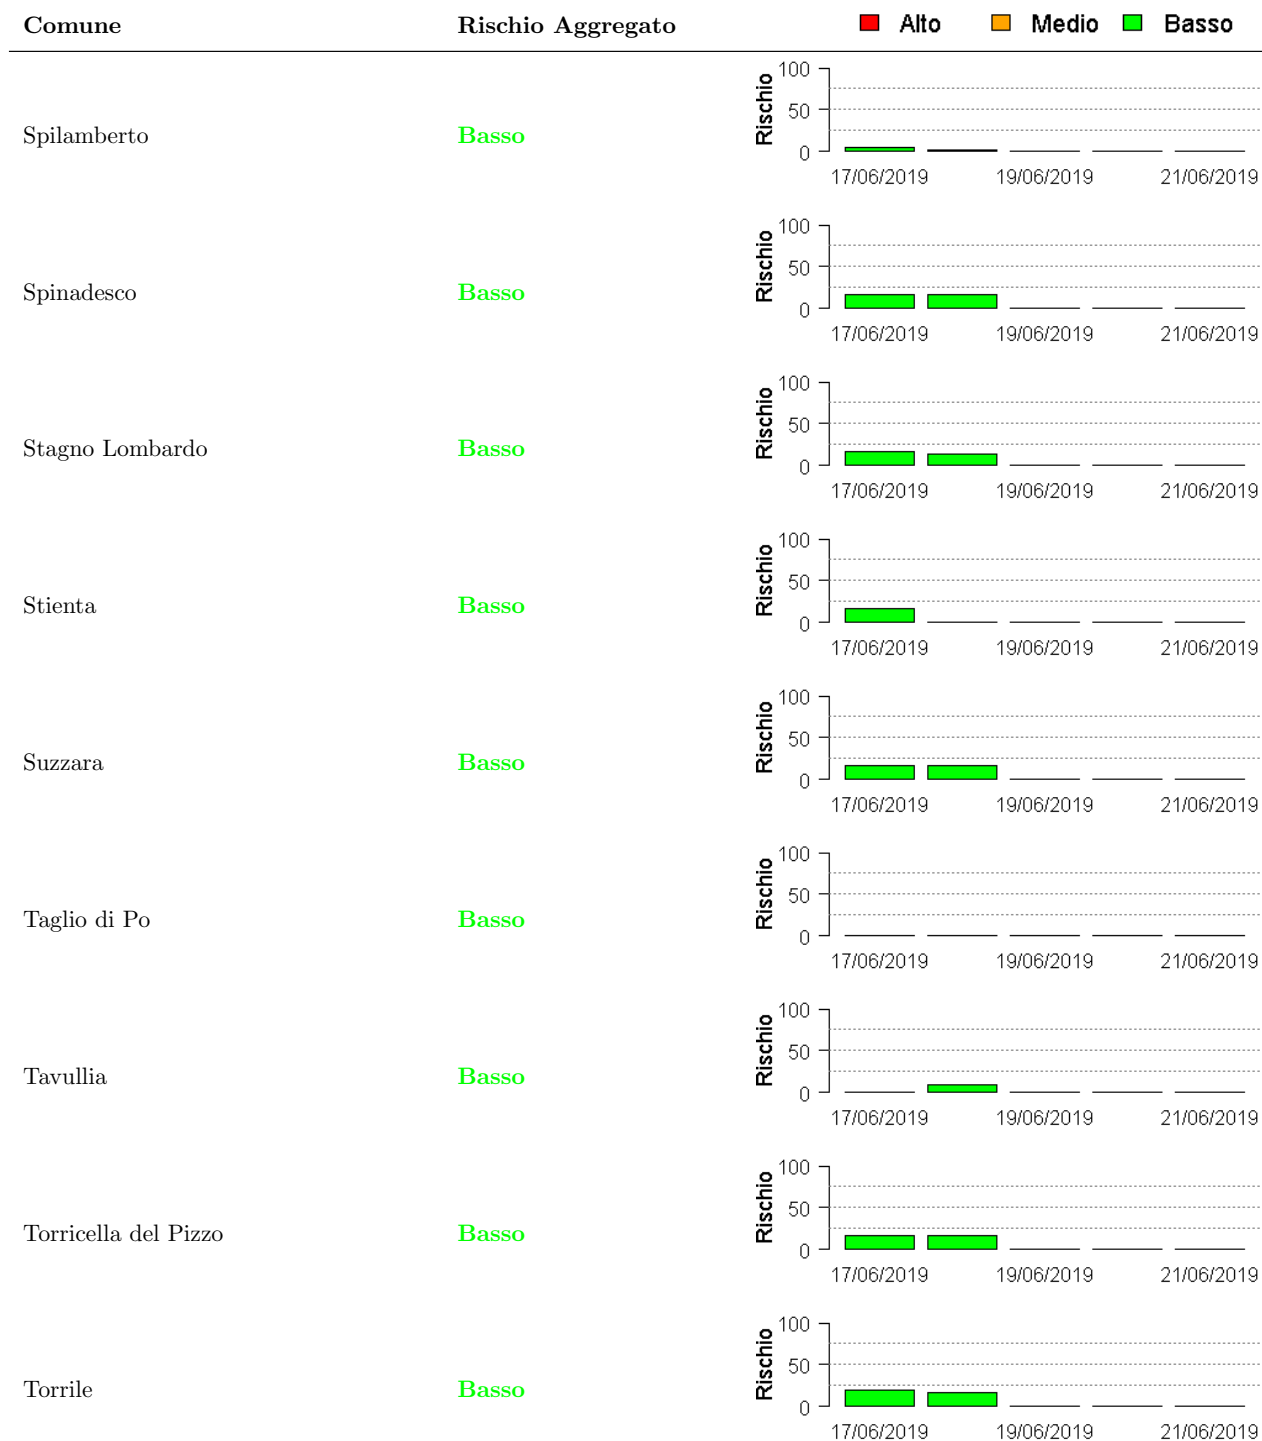 Comune Rischio Aggregato Alto Medio Basso
Spilamberto Basso
Rischio
100
50
0
17/06/2019 19/06/2019 21/06/2019
Spinadesco Basso
Rischio
100
50
0
17/06/2019 19/06/2019 21/06/2019
Stagno Lombardo Basso
Rischio
100
50
0
17/06/2019 19/06/2019 21/06/2019
Stienta Basso
Rischio
100
50
0
17/06/2019 19/06/2019 21/06/2019
Suzzara Basso
Rischio
100
50
0
17/06/2019 19/06/2019 21/06/2019
Taglio di Po Basso
Rischio
100
50
0
17/06/2019 19/06/2019 21/06/2019
Tavullia Basso
Rischio
100
50
0
17/06/2019 19/06/2019 21/06/2019
Torricella del Pizzo Basso
Rischio
100
50
0
17/06/2019 19/06/2019 21/06/2019
Torrile Basso
Rischio
100
50
0
17/06/2019 19/06/2019 21/06/2019